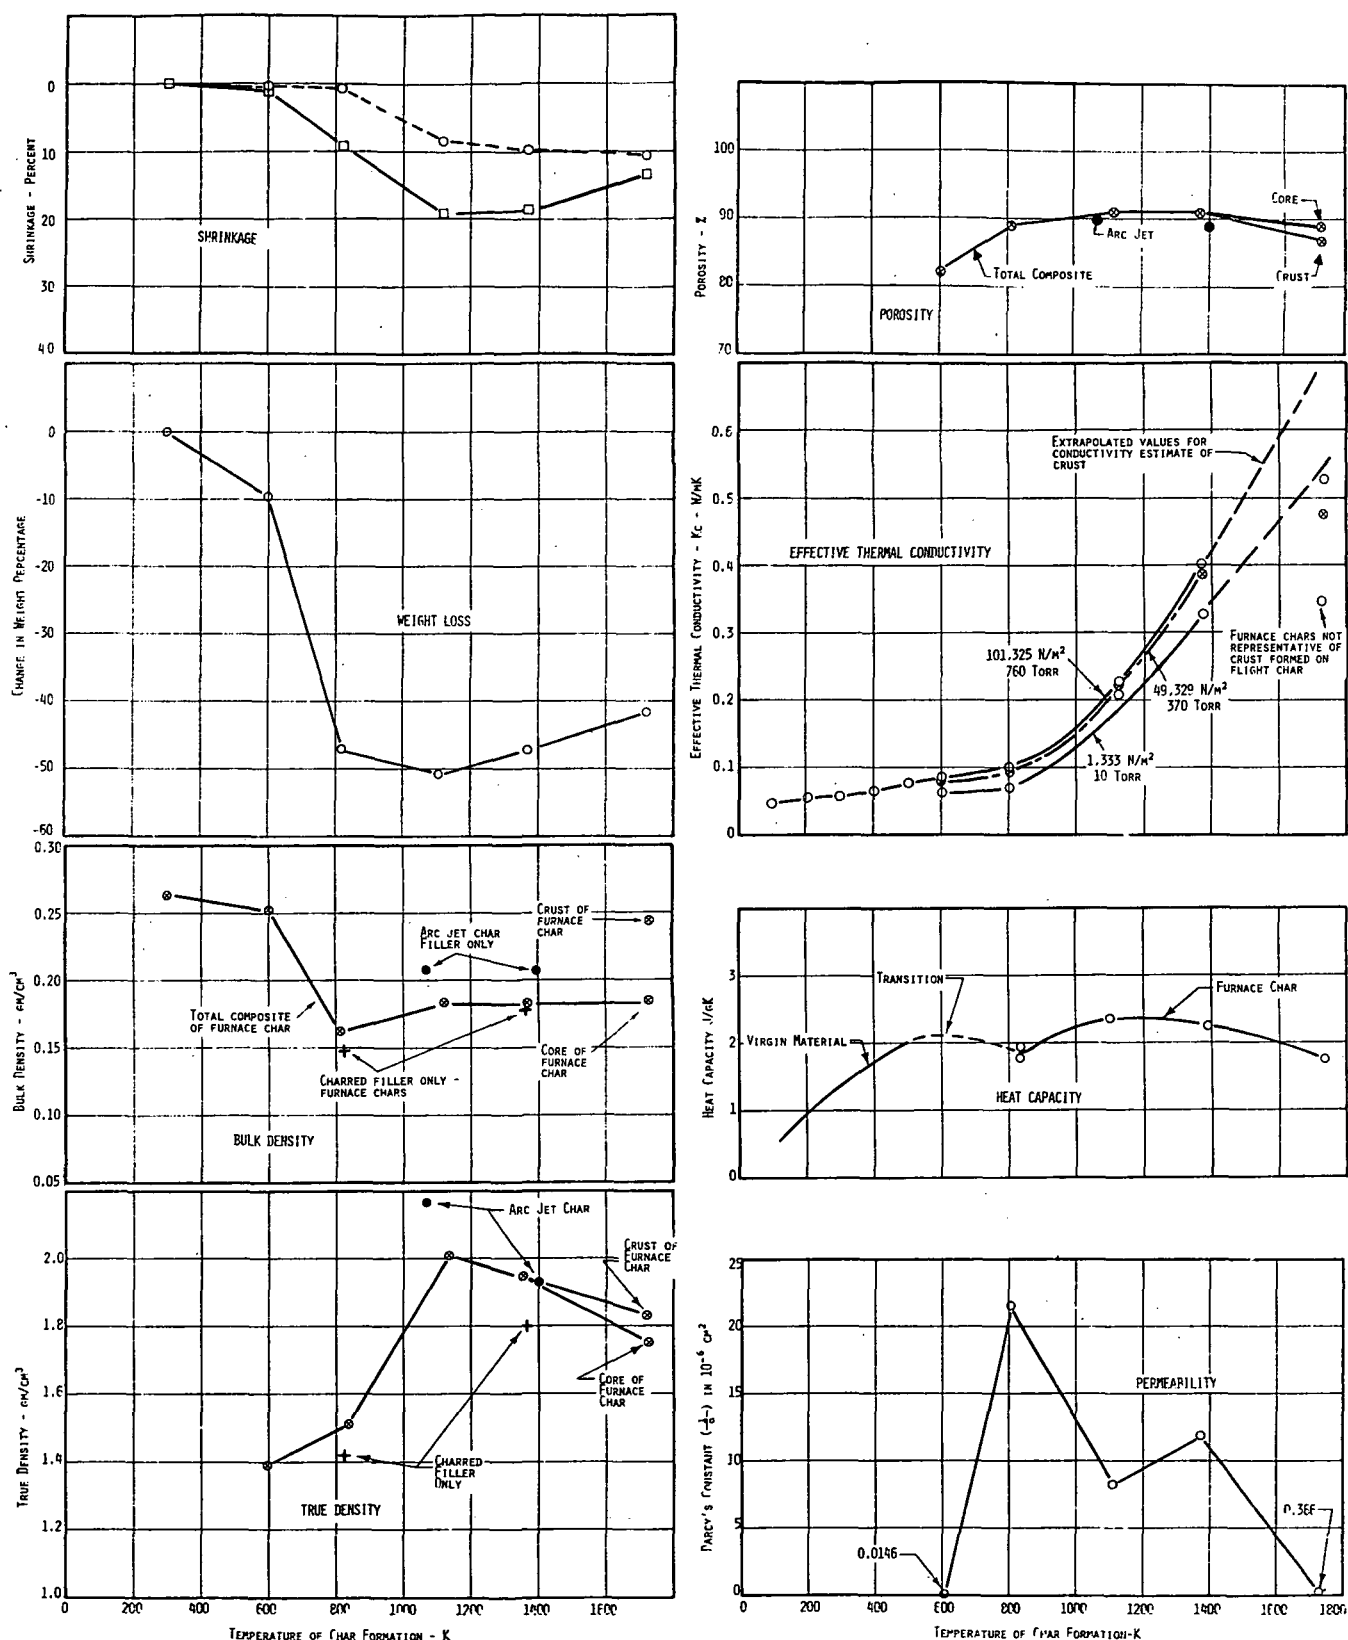 0
10
20
30
40
SHRINKAGE - PERCENT
SHRINKAGE
0
-10
-20
-30
-40
-50
-60
CHANGE IN WEIGHT PERCENTAGE
WEIGHT LOSS
0.30
0.25
0.20
0.15
0.10
0.05
BULK DENSITY - GM/CM³
CRUST OF
FURNACE
CHAR
ARC JET CHAR
FILLER ONLY
TOTAL COMPOSITE
OF FURNACE CHAR
CORE OF
FURNACE
CHAR
CHARRED FILLER ONLY -
FURNACE CHARS
BULK DENSITY
2.0
1.8
1.6
1.4
1.2
1.0
TRUE DENSITY - GM/CM³
ARC JET CHAR
CRUST OF
FURNACE
CHAR
CORE OF
FURNACE
CHAR
CHARRED
FILLER
ONLY
TRUE DENSITY
0 200 400 600 800 1000 1200 1400 1600
TEMPERATURE OF CHAR FORMATION - K
100
90
80
70
POROSITY - %
CORE
ARC JET
TOTAL COMPOSITE
CRUST
POROSITY
0.6
0.5
0.4
0.3
0.2
0.1
0
EFFECTIVE THERMAL CONDUCTIVITY - KC - W/MK
EXTRAPOLATED VALUES FOR
CONDUCTIVITY ESTIMATE OF
CRUST
EFFECTIVE THERMAL CONDUCTIVITY
FURNACE CHARS NOT
REPRESENTATIVE OF
CRUST FORMED ON
FLIGHT CHAR
101.325 N/M²
760 TORR
49.329 N/M²
370 TORR
1.333 N/M²
10 TORR
3
2
1
0
HEAT CAPACITY J/GK
TRANSITION
FURNACE CHAR
VIRGIN MATERIAL
HEAT CAPACITY
25
20
15
10
5
0
DARCY'S CONSTANT IN 10⁻⁶ CM²
PERMEABILITY
0.0146
0 200 400 600 800 1000 1200 1400 1600 1800
TEMPERATURE OF CHAR FORMATION-K